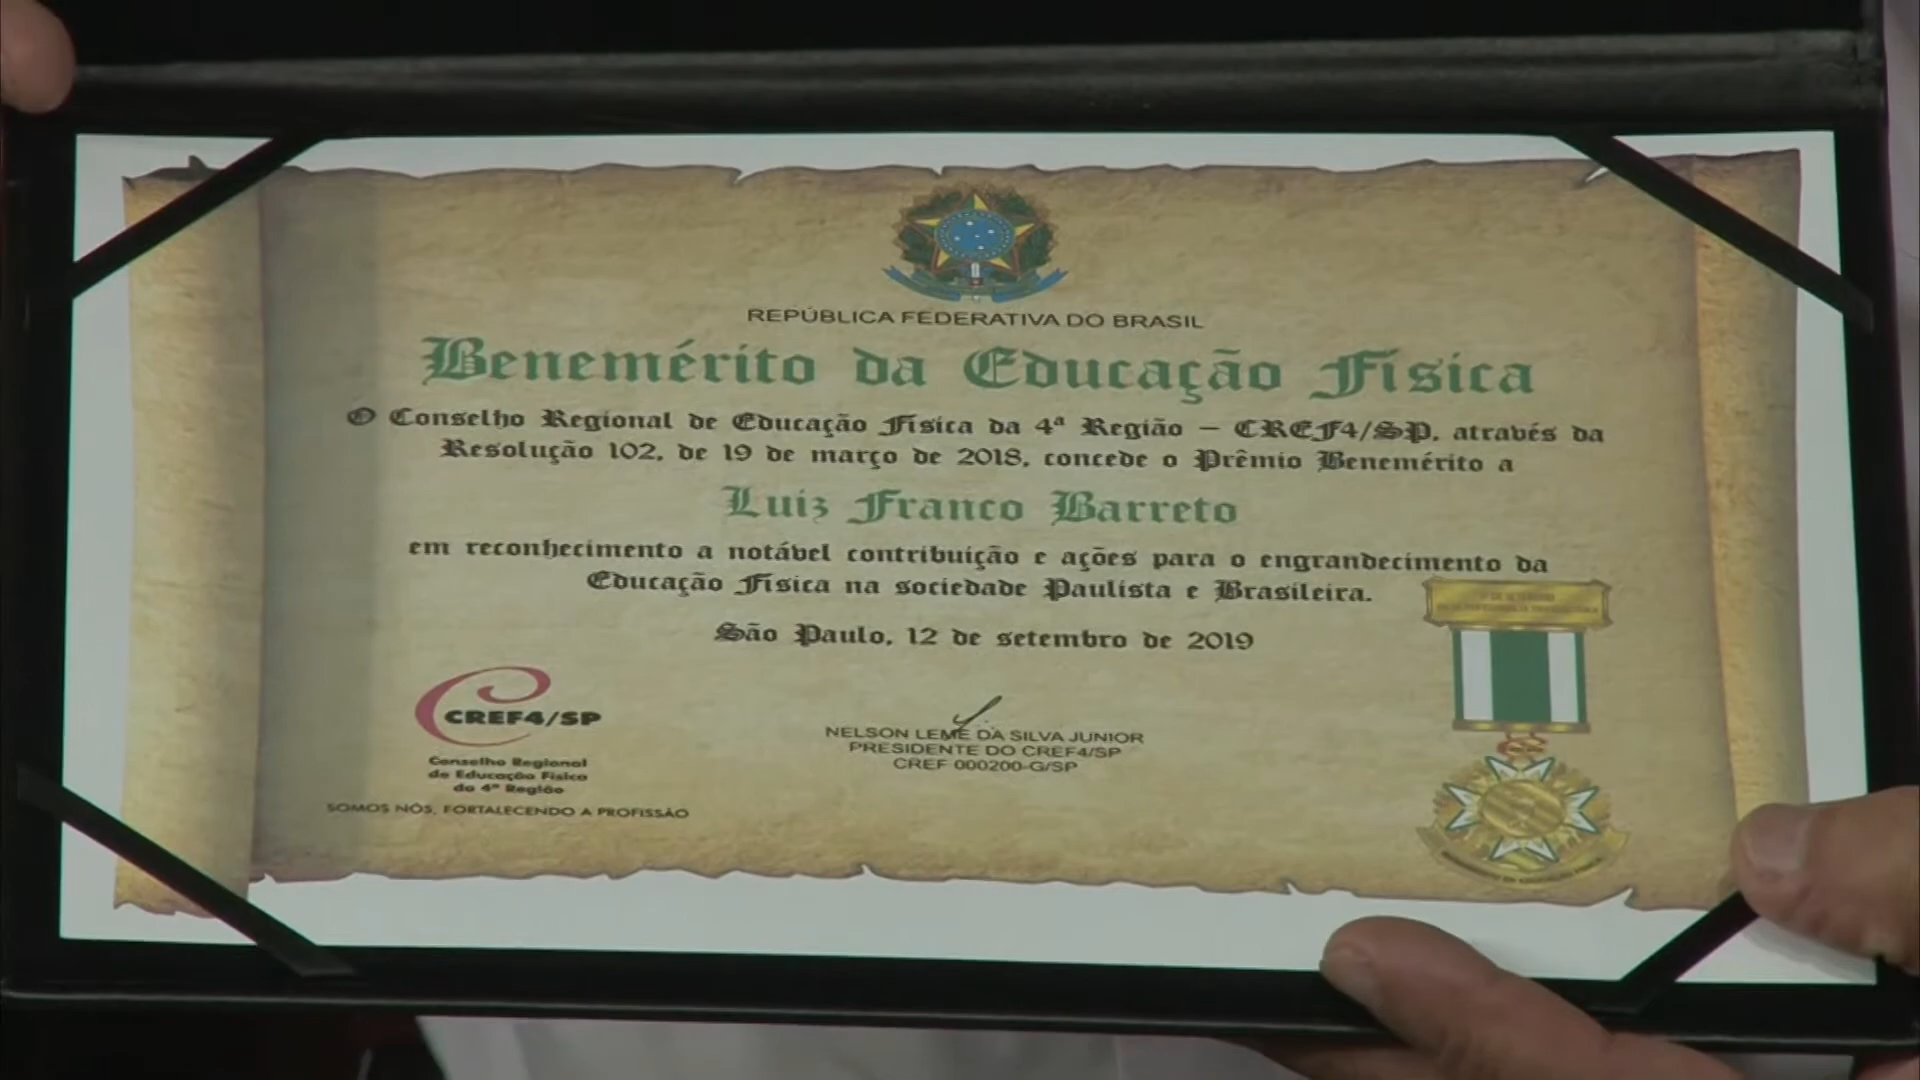 REPÚBLICA FEDERATIVA DO BRASIL
Benemérito da Educação Física
O Conselho Regional de Educação Física da 4ª Região – CREF4/SP, através da
Resolução 102, de 19 de março de 2018, concede o Prêmio Benemérito a
Luiz Franco Barreto
em reconhecimento a notável contribuição e ações para o engrandecimento da
Educação Física na sociedade Paulista e Brasileira.
São Paulo, 12 de setembro de 2019
CREF4/SP
Conselho Regional
de Educação Física
da 4ª Região
SOMOS NÓS, FORTALECENDO A PROFISSÃO
NELSON LEME DA SILVA JUNIOR
PRESIDENTE DO CREF4/SP
CREF 000200-G/SP